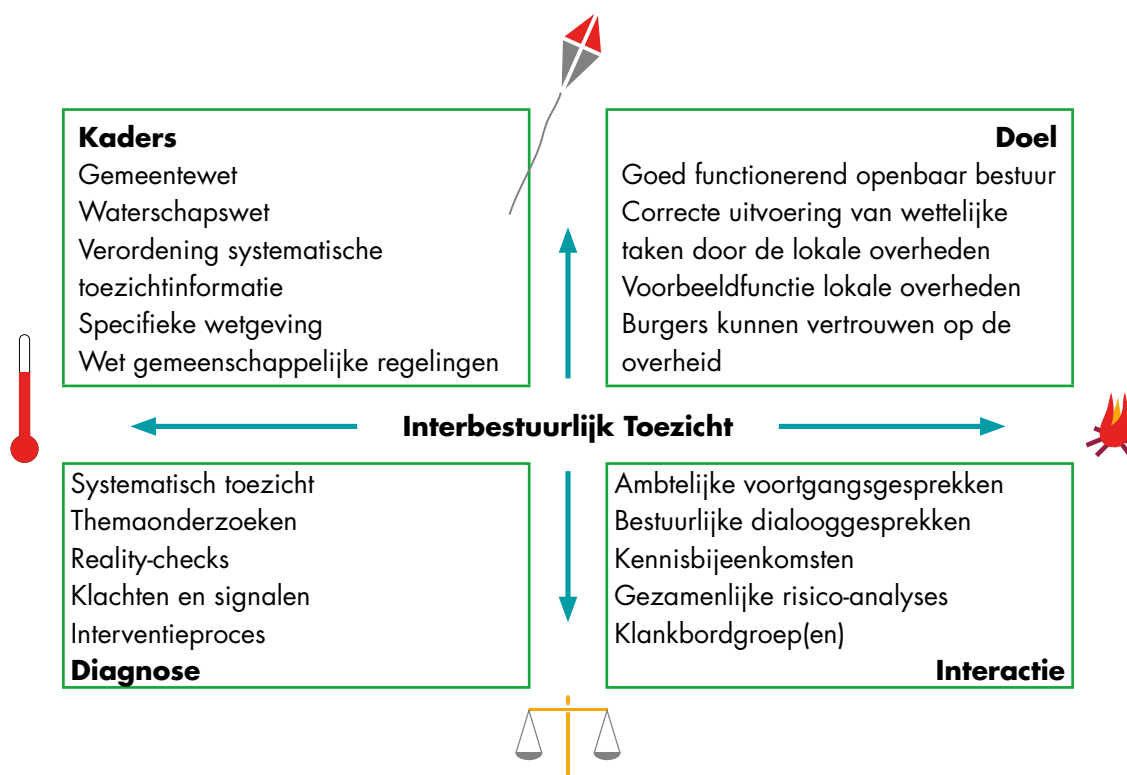 Kaders
Gemeentewet
Waterschapswet
Verordening systematische
toezichtinformatie
Specifieke wetgeving
Wet gemeenschappelijke regelingen
Doel
Goed functionerend openbaar bestuur
Correcte uitvoering van wettelijke
taken door de lokale overheden
Voorbeeldfunctie lokale overheden
Burgers kunnen vertrouwen op de
overheid
Interbestuurlijk Toezicht
Systematisch toezicht
Themaonderzoeken
Reality-checks
Klachten en signalen
Interventieproces
Diagnose
Ambtelijke voortgangsgesprekken
Bestuurlijke dialooggesprekken
Kennisbijeenkomsten
Gezamenlijke risico-analyses
Klankbordgroep(en)
Interactie